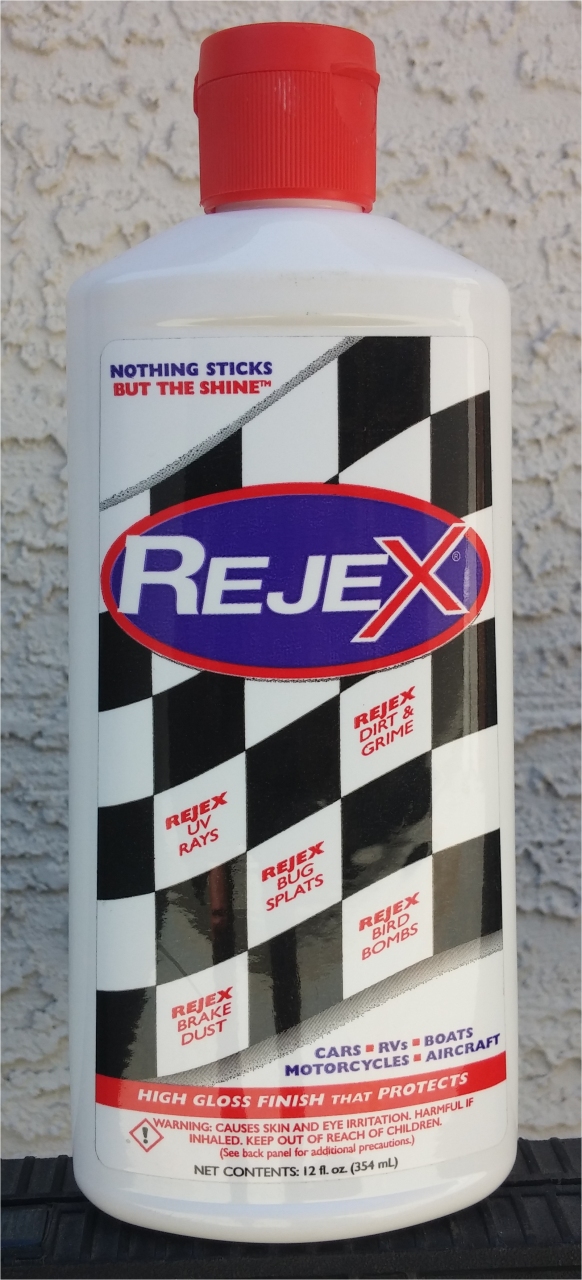 NOTHING STICKS
BUT THE SHINE™
REJEX®
REJEX
DIRT &
GRIME
REJEX
UV
RAYS
REJEX
BUG
SPLATS
REJEX
BIRD
BOMBS
REJEX
BRAKE
DUST
CARS ▪ RVs ▪ BOATS
MOTORCYCLES ▪ AIRCRAFT
HIGH GLOSS FINISH THAT PROTECTS
WARNING: CAUSES SKIN AND EYE IRRITATION. HARMFUL IF
INHALED. KEEP OUT OF REACH OF CHILDREN.
(See back panel for additional precautions.)
NET CONTENTS: 12 fl. oz. (354 mL)